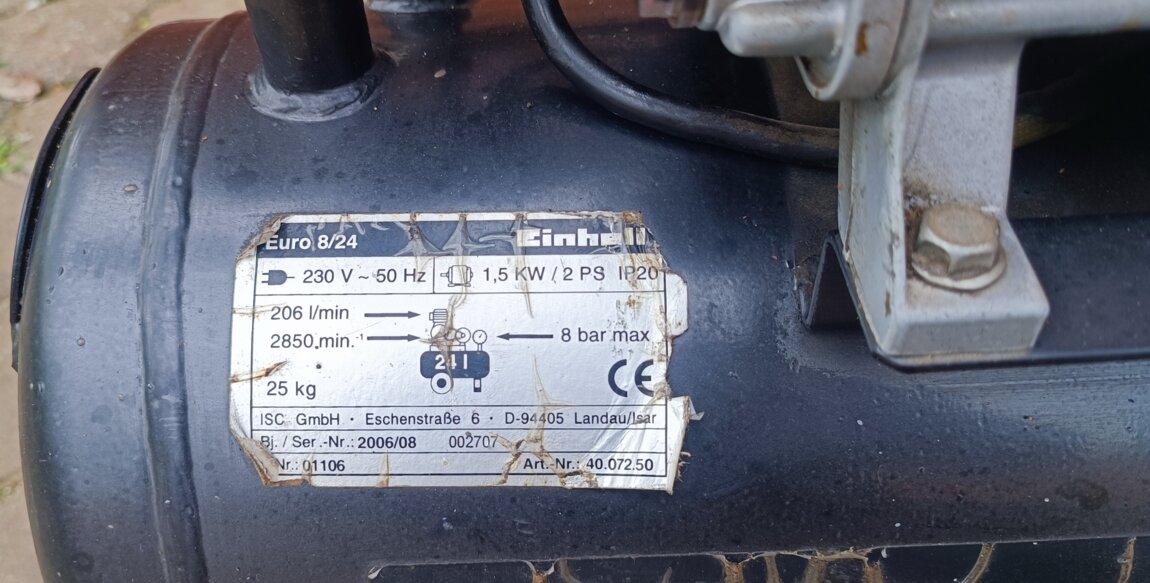 Euro 8/24 Einhell
230 V ~ 50 Hz 1,5 KW / 2 PS IP20
206 l/min
2850 min.⁻¹ 8 bar max
24 l
25 kg CE
ISC GmbH · Eschenstraße 6 · D-94405 Landau/Isar
Bj. / Ser.-Nr.: 2006/08 002707
Nr.: 01106 Art.-Nr.: 40.072.50